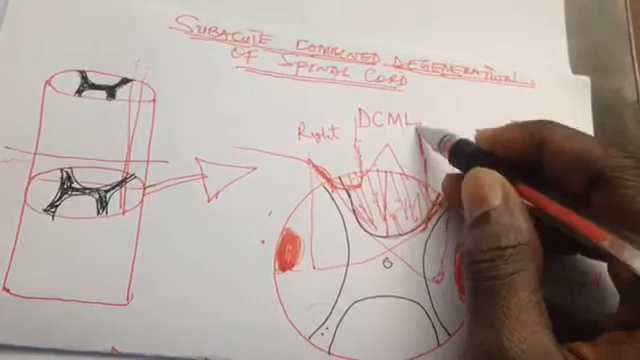 SUBACUTE COMBINED DEGENERATION
OF SPINAL CORD
DCML
Right